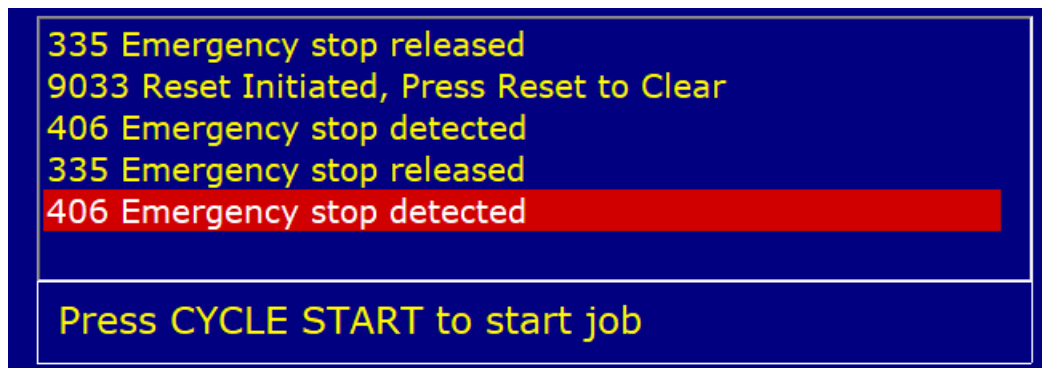 335 Emergency stop released
9033 Reset Initiated, Press Reset to Clear
406 Emergency stop detected
335 Emergency stop released
406 Emergency stop detected
Press CYCLE START to start job